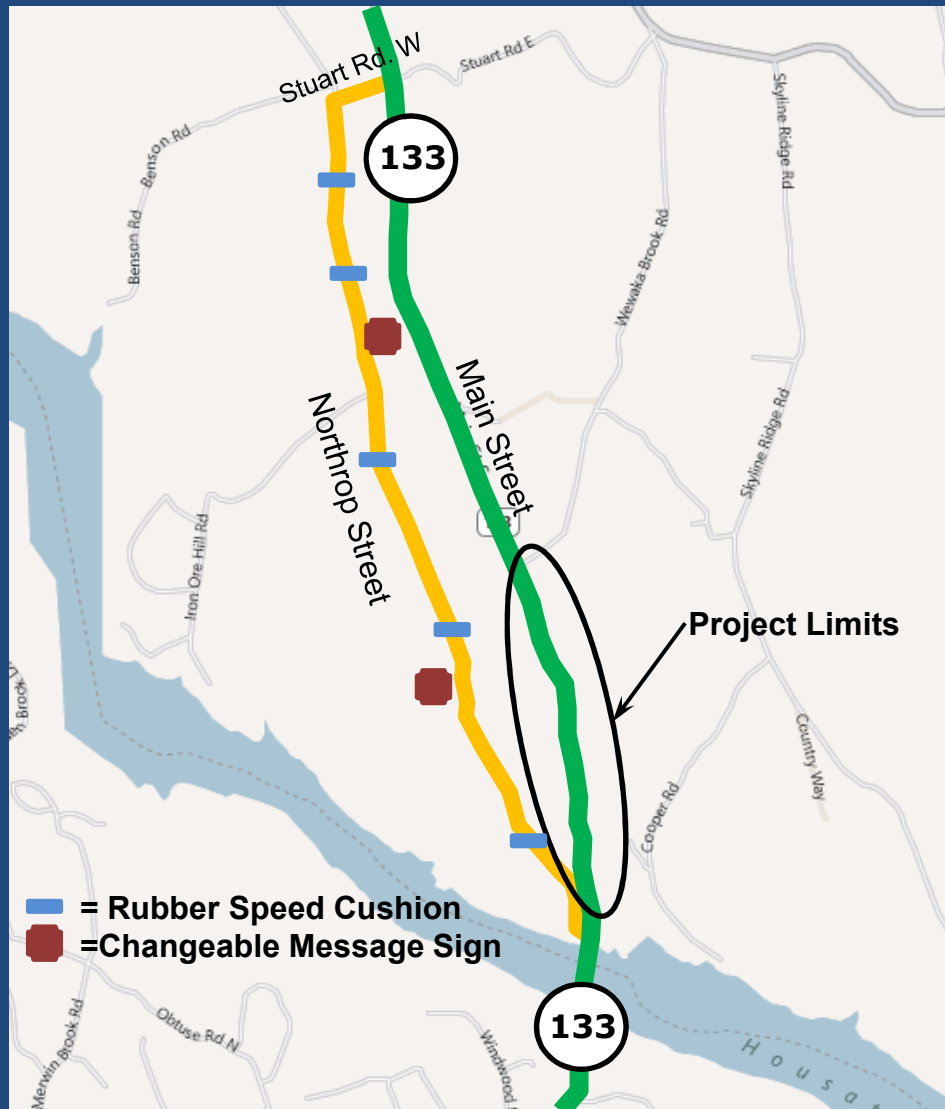 Stuart Rd. W
Stuart Rd E
Benson Rd
Benson Rd
133
Skyline Ridge Rd
Wewaka Brook Rd
Main Street
Northrop Street
Skyline Ridge Rd
Iron Ore Hill Rd
Project Limits
Country Way
Cooper Rd
= Rubber Speed Cushion
=Changeable Message Sign
133
Obtuse Rd N
Merwin Brook Rd
Windwood
Housat